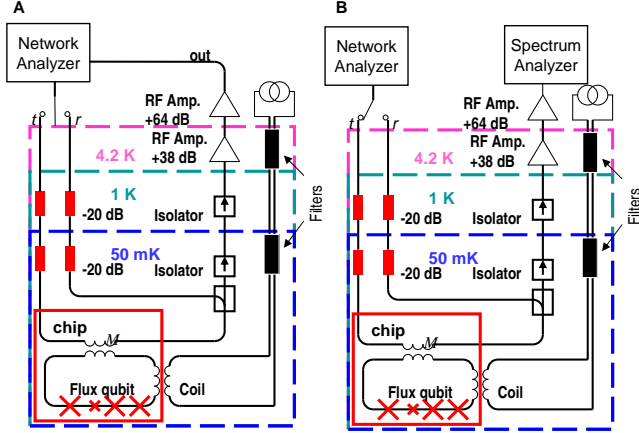 A
Network
Analyzer
out
t
r
RF Amp.
+64 dB
RF Amp.
+38 dB
4.2 K
1 K
-20 dB
Isolator
Filters
50 mK
-20 dB
Isolator
chip
M
Flux qubit
Coil
B
Network
Analyzer
Spectrum
Analyzer
t
r
RF Amp.
+64 dB
RF Amp.
+38 dB
4.2 K
1 K
-20 dB
Isolator
Filters
50 mK
-20 dB
Isolator
chip
M
Flux qubit
Coil